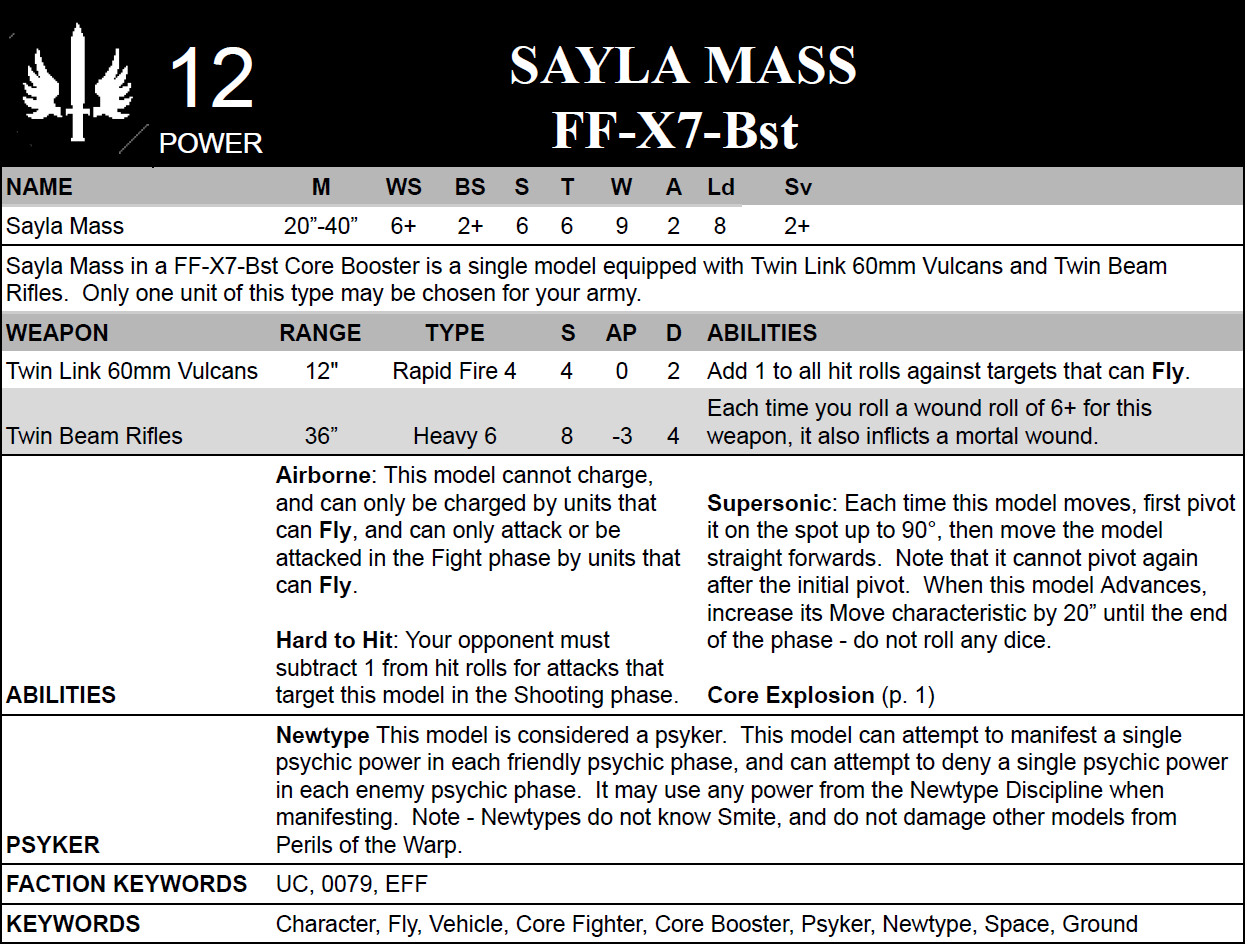 12
POWER
SAYLA MASS
FF-X7-Bst
NAME M WS BS S T W A Ld Sv
Sayla Mass 20”-40” 6+ 2+ 6 6 9 2 8 2+
Sayla Mass in a FF-X7-Bst Core Booster is a single model equipped with Twin Link 60mm Vulcans and Twin Beam
Rifles.  Only one unit of this type may be chosen for your army.
WEAPON RANGE TYPE S AP D ABILITIES
Twin Link 60mm Vulcans 12" Rapid Fire 4 4 0 2 Add 1 to all hit rolls against targets that can Fly.
Twin Beam Rifles 36” Heavy 6 8 -3 4 Each time you roll a wound roll of 6+ for this
weapon, it also inflicts a mortal wound.
ABILITIES
Airborne: This model cannot charge,
and can only be charged by units that
can Fly, and can only attack or be
attacked in the Fight phase by units that
can Fly.
Hard to Hit: Your opponent must
subtract 1 from hit rolls for attacks that
target this model in the Shooting phase.
Supersonic: Each time this model moves, first pivot
it on the spot up to 90°, then move the model
straight forwards.  Note that it cannot pivot again
after the initial pivot.  When this model Advances,
increase its Move characteristic by 20” until the end
of the phase - do not roll any dice.
Core Explosion (p. 1)
PSYKER
Newtype This model is considered a psyker.  This model can attempt to manifest a single
psychic power in each friendly psychic phase, and can attempt to deny a single psychic power
in each enemy psychic phase.  It may use any power from the Newtype Discipline when
manifesting.  Note - Newtypes do not know Smite, and do not damage other models from
Perils of the Warp.
FACTION KEYWORDS UC, 0079, EFF
KEYWORDS Character, Fly, Vehicle, Core Fighter, Core Booster, Psyker, Newtype, Space, Ground